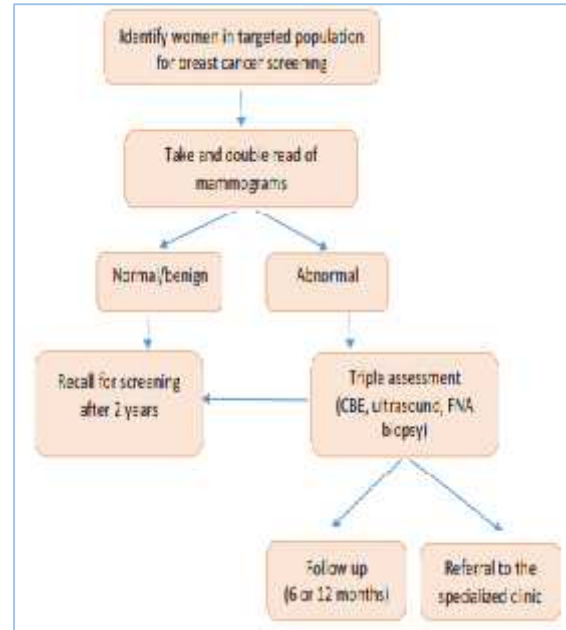 Identify women in targeted population
for breast cancer screening
Take and double read of
mammograms
Normal/benign
Abnormal
Recall for screening
after 2 years
Triple assessment
(CBE, ultrasound, FNA
biopsy)
Follow up
(6 or 12 months)
Referral to the
specialized clinic